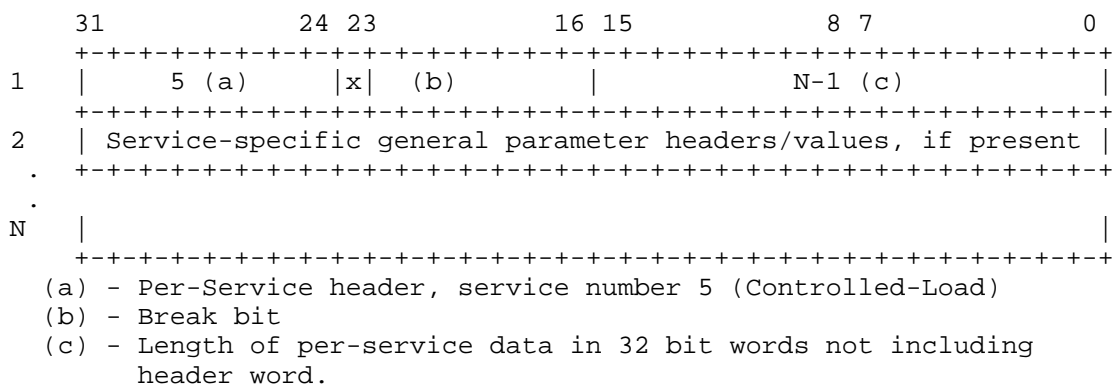 31 24 23 16 15 8 7 0
+-+-+-+-+-+-+-+-+-+-+-+-+-+-+-+-+-+-+-+-+-+-+-+-+-+-+-+-+-+-+-+-+
1 | 5 (a) |x| (b) | N-1 (c) |
+-+-+-+-+-+-+-+-+-+-+-+-+-+-+-+-+-+-+-+-+-+-+-+-+-+-+-+-+-+-+-+-+
2 | Service-specific general parameter headers/values, if present |
. +-+-+-+-+-+-+-+-+-+-+-+-+-+-+-+-+-+-+-+-+-+-+-+-+-+-+-+-+-+-+-+-+
.
N | |
+-+-+-+-+-+-+-+-+-+-+-+-+-+-+-+-+-+-+-+-+-+-+-+-+-+-+-+-+-+-+-+-+
(a) - Per-Service header, service number 5 (Controlled-Load)
(b) - Break bit
(c) - Length of per-service data in 32 bit words not including
header word.